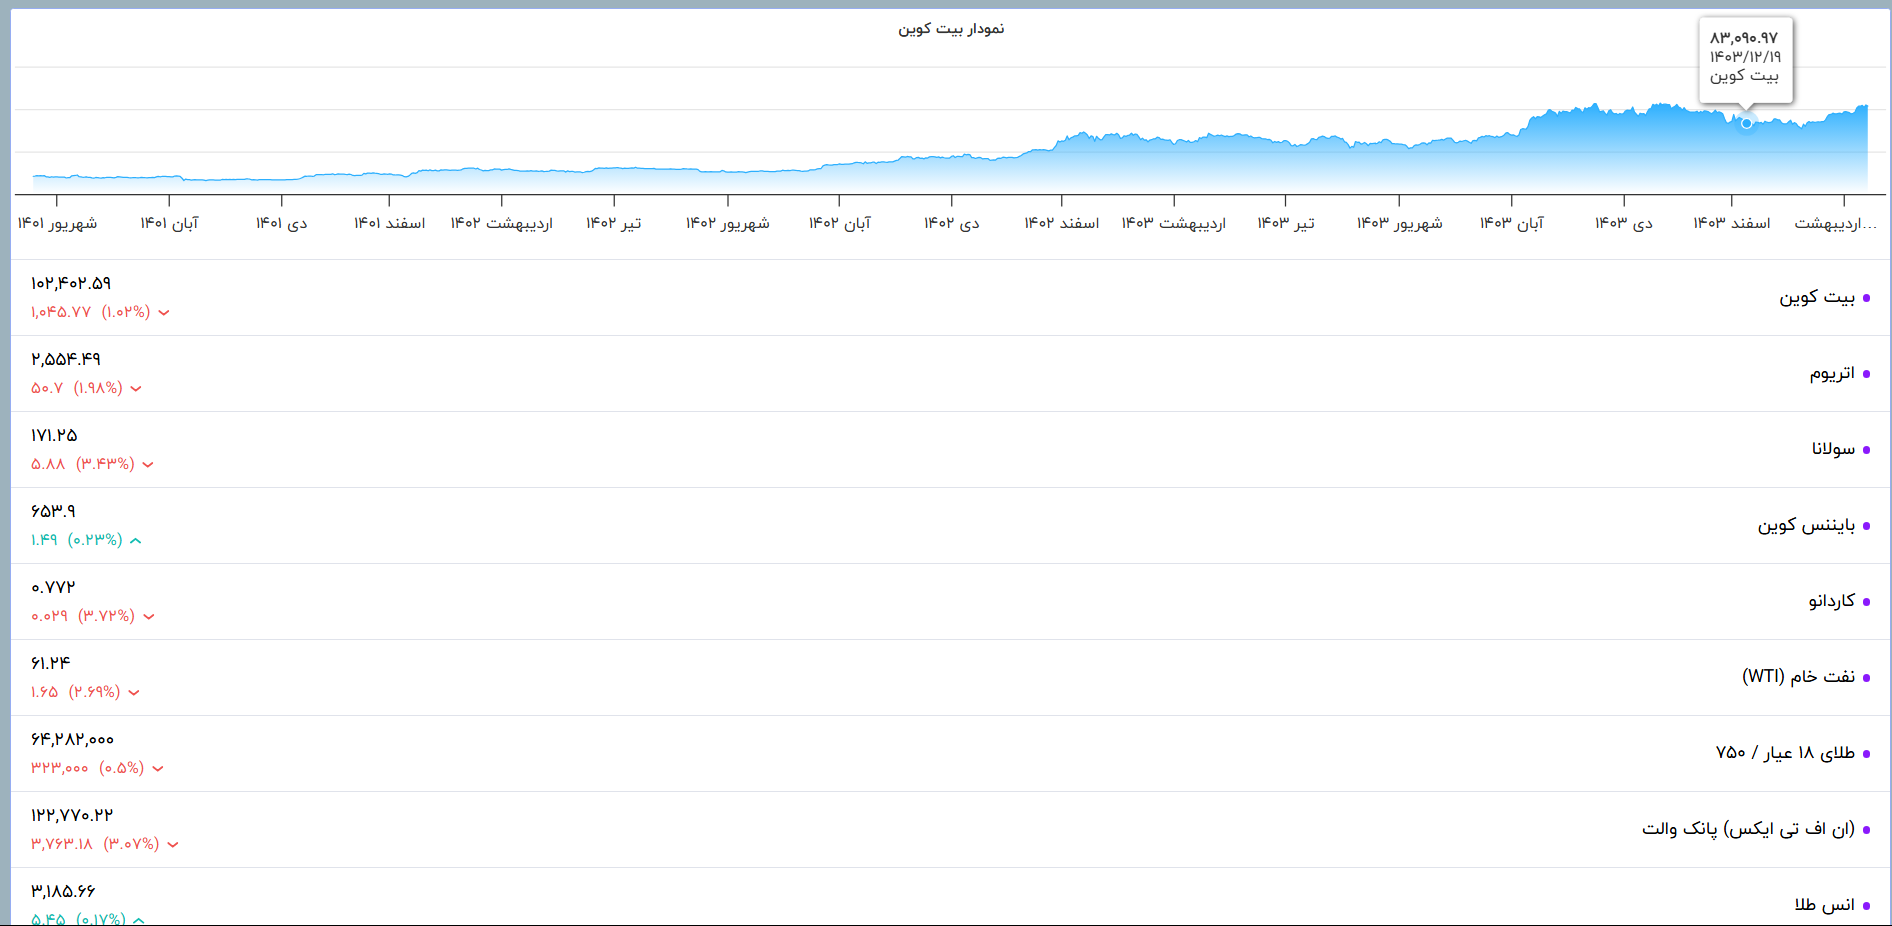 نمودار بیت کوین
۸۳,۰۹۰.۹۷
۱۴۰۳/۱۲/۱۹
بیت کوین
شهریور ۱۴۰۱
آبان ۱۴۰۱
دی ۱۴۰۱
اسفند ۱۴۰۱
اردیبهشت ۱۴۰۲
تیر ۱۴۰۲
شهریور ۱۴۰۲
آبان ۱۴۰۲
دی ۱۴۰۲
اسفند ۱۴۰۲
اردیبهشت ۱۴۰۳
تیر ۱۴۰۳
شهریور ۱۴۰۳
آبان ۱۴۰۳
دی ۱۴۰۳
اسفند ۱۴۰۳
اردیبهشت...
بیت کوین
۱۰۲,۴۰۲.۵۹
۱,۰۴۵.۷۷ (۱.۰۲%)
اتریوم
۲,۵۵۴.۴۹
۵۰.۷ (۱.۹۸%)
سولانا
۱۷۱.۲۵
۵.۸۸ (۳.۴۳%)
بایننس کوین
۶۵۳.۹
۱.۴۹ (۰.۲۳%)
کاردانو
۰.۷۷۲
۰.۰۲۹ (۳.۷۲%)
نفت خام (WTI)
۶۱.۲۴
۱.۶۵ (۲.۶۹%)
طلای ۱۸ عیار / ۷۵۰
۶۴,۲۸۲,۰۰۰
۳۲۳,۰۰۰ (۰.۵%)
(ان اف تی ایکس) پانک والت
۱۲۲,۷۷۰.۲۲
۳,۷۶۳.۱۸ (۳.۰۷%)
انس طلا
۳,۱۸۵.۶۶
۵.۴۵ (۰.۱۷%)